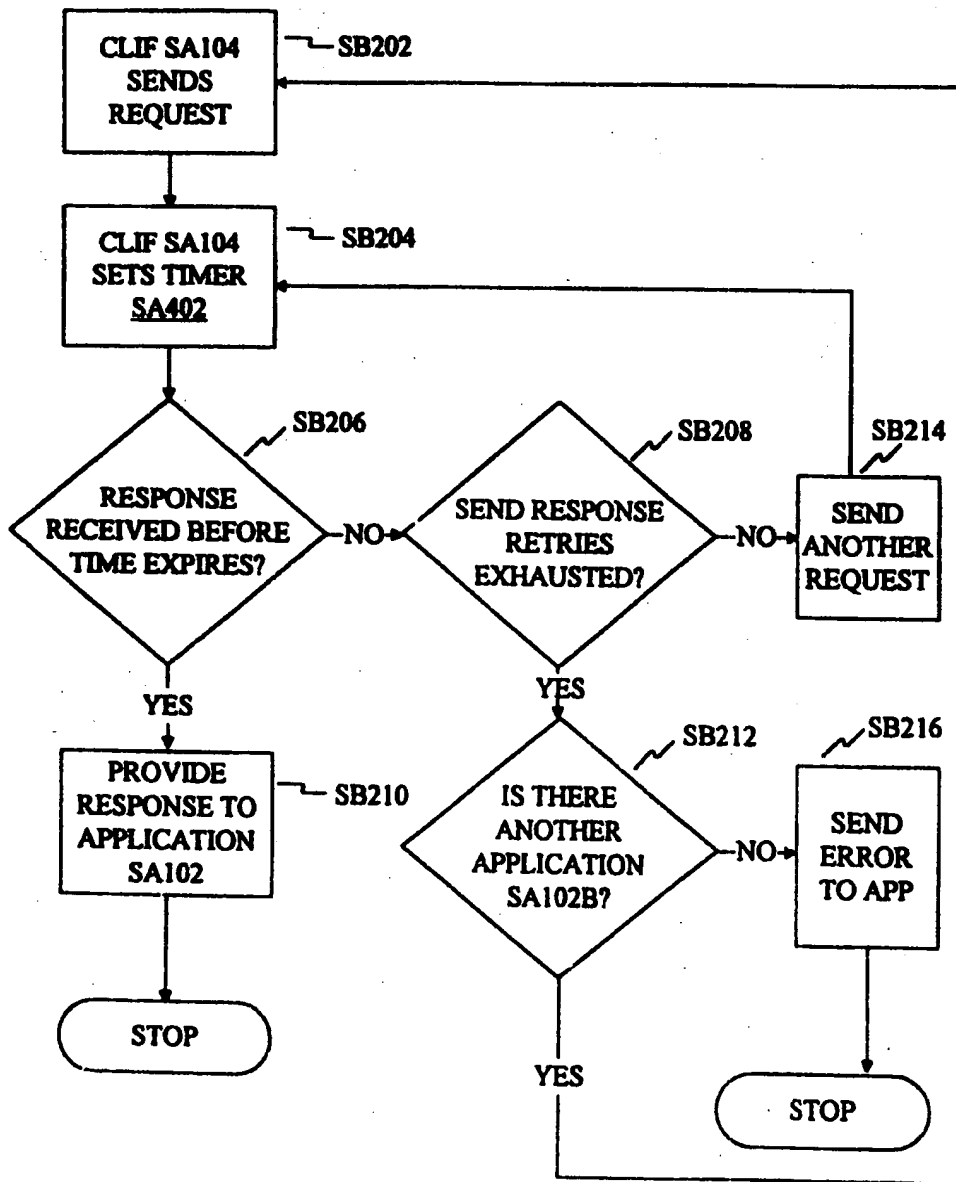 CLIF SA104
SENDS
REQUEST
SB202
CLIF SA104
SETS TIMER
SA402
SB204
RESPONSE
RECEIVED BEFORE
TIME EXPIRES?
SB206
NO
SEND RESPONSE
RETRIES
EXHAUSTED?
SB208
NO
SEND
ANOTHER
REQUEST
SB214
YES
PROVIDE
RESPONSE TO
APPLICATION
SA102
SB210
STOP
YES
IS THERE
ANOTHER
APPLICATION
SA102B?
SB212
NO
SEND
ERROR
TO APP
SB216
YES
STOP